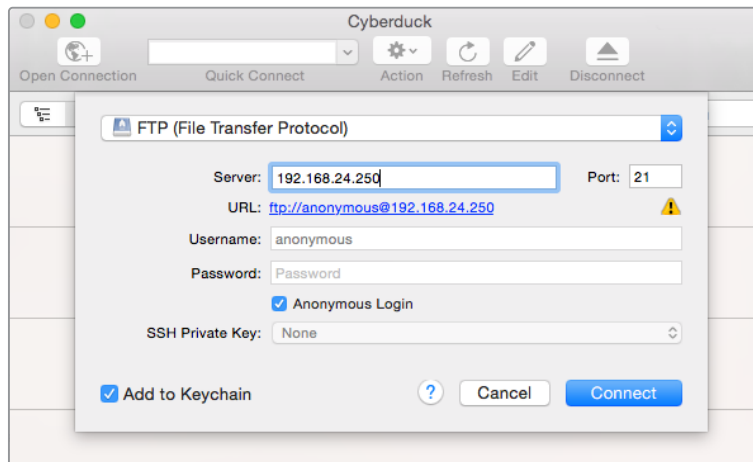 Cyberduck
Open Connection Quick Connect Action Refresh Edit Disconnect
FTP (File Transfer Protocol)
Server: 192.168.24.250 Port: 21
URL: ftp://anonymous@192.168.24.250
Username: anonymous
Password: Password
Anonymous Login
SSH Private Key: None
Add to Keychain ? Cancel Connect